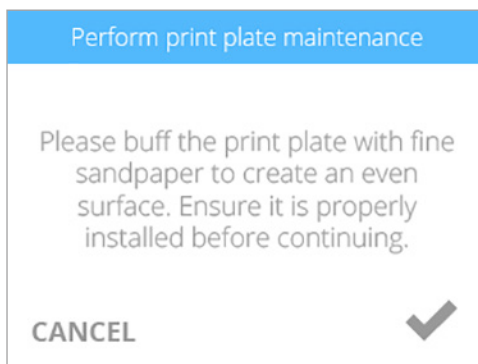 Perform print plate maintenance
Please buff the print plate with fine
sandpaper to create an even
surface. Ensure it is properly
installed before continuing.
CANCEL